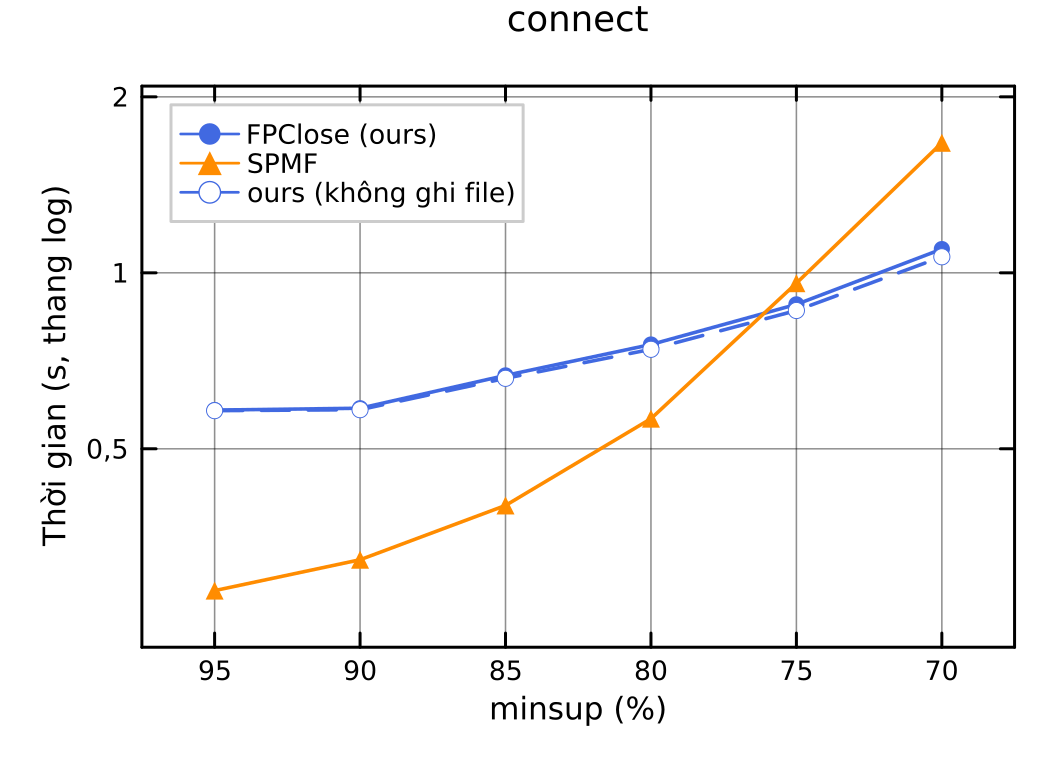 connect
2
1
0,5
FPClose (ours)
SPMF
ours (không ghi file)
Thời gian (s, thang log)
95 90 85 80 75 70
minsup (%)